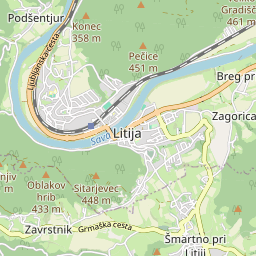 Podšentjur
Konec
358 m
Gradišč
461 m
Pečice
451 m
Ljubljanska cesta
Breg pr
Zagorica
Sava
Litija
Oblakov
hrib
433 m
Sitarjevec
448 m
Zavrstnik
Grmaška cesta
Šmartno pri
Litiji